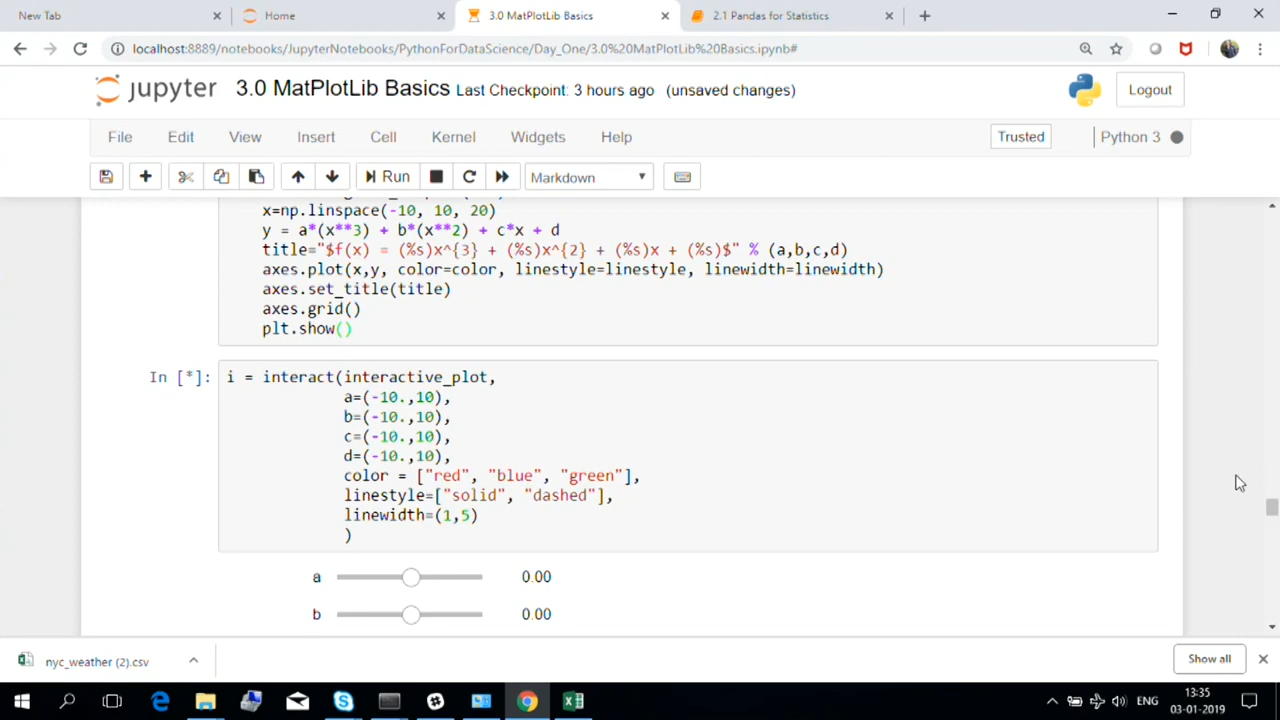 New Tab
Home
3.0 MatPlotLib Basics
2.1 Pandas for Statistics
localhost:8889/notebooks/JupyterNotebooks/PythonForDataScience/Day_One/3.0%20MatPlotLib%20Basics.ipynb#
jupyter 3.0 MatPlotLib Basics Last Checkpoint: 3 hours ago (unsaved changes)
Logout
File Edit View Insert Cell Kernel Widgets Help
Trusted
Python 3
Run
Markdown
x=np.linspace(-10, 10, 20)
y = a*(x**3) + b*(x**2) + c*x + d
title="$f(x) = (%s)x^{3} + (%s)x^{2} + (%s)x + (%s)$" % (a,b,c,d)
axes.plot(x,y, color=color, linestyle=linestyle, linewidth=linewidth)
axes.set_title(title)
axes.grid()
plt.show()
In [*]: i = interact(interactive_plot,
a=(-10.,10),
b=(-10.,10),
c=(-10.,10),
d=(-10.,10),
color = ["red", "blue", "green"],
linestyle=["solid", "dashed"],
linewidth=(1,5)
)
a 0.00
b 0.00
nyc_weather (2).csv
Show all
ENG
13:35
03-01-2019